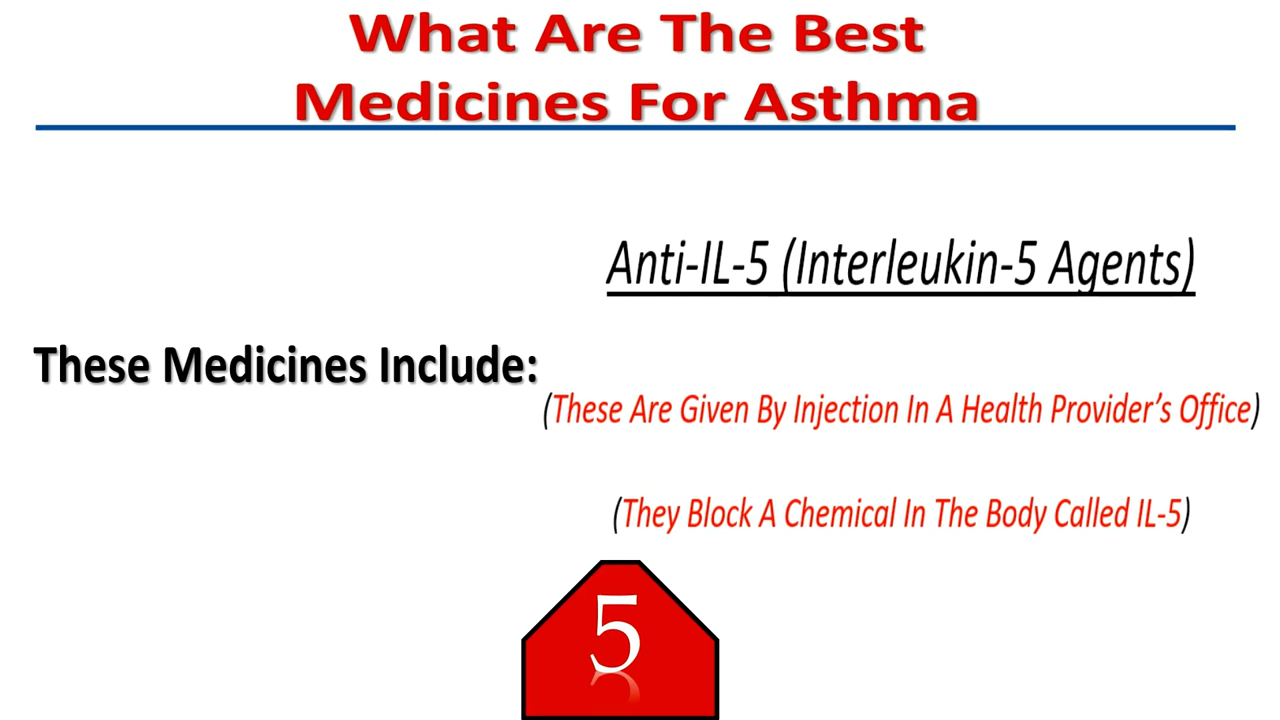 What Are The Best
Medicines For Asthma
Anti-IL-5 (Interleukin-5 Agents)
These Medicines Include:
(These Are Given By Injection In A Health Provider’s Office)
(They Block A Chemical In The Body Called IL-5)
5